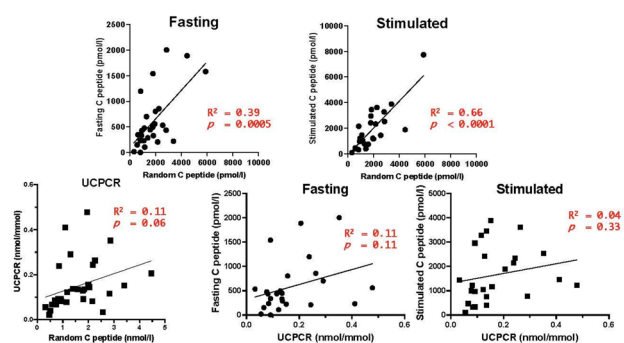 Fasting
Fasting C peptide (pmol/l)
2500
2000
1500
1000
500
0
0 2000 4000 6000 8000 10000
Random C peptide (pmol/l)
R² = 0.39
p = 0.0005
Stimulated
Stimulated C peptide (pmol/l)
10000
8000
6000
4000
2000
0
0 2000 4000 6000 8000 10000
Random C peptide (pmol/l)
R² = 0.66
p < 0.0001
UCPCR
UCPCR (nmol/mmol)
0.6
0.4
0.2
0.0
0 1 2 3 4 5
Random C peptide (pmol/l)
R² = 0.11
p = 0.06
Fasting
Fasting C peptide (pmol/l)
2500
2000
1500
1000
500
0
0.0 0.2 0.4 0.6
UCPCR (nmol/mmol)
R² = 0.11
p = 0.11
Stimulated
Stimulated C peptide (pmol/l)
5000
4000
3000
2000
1000
0
0.0 0.2 0.4 0.6
UCPCR (nmol/mmol)
R² = 0.04
p = 0.33